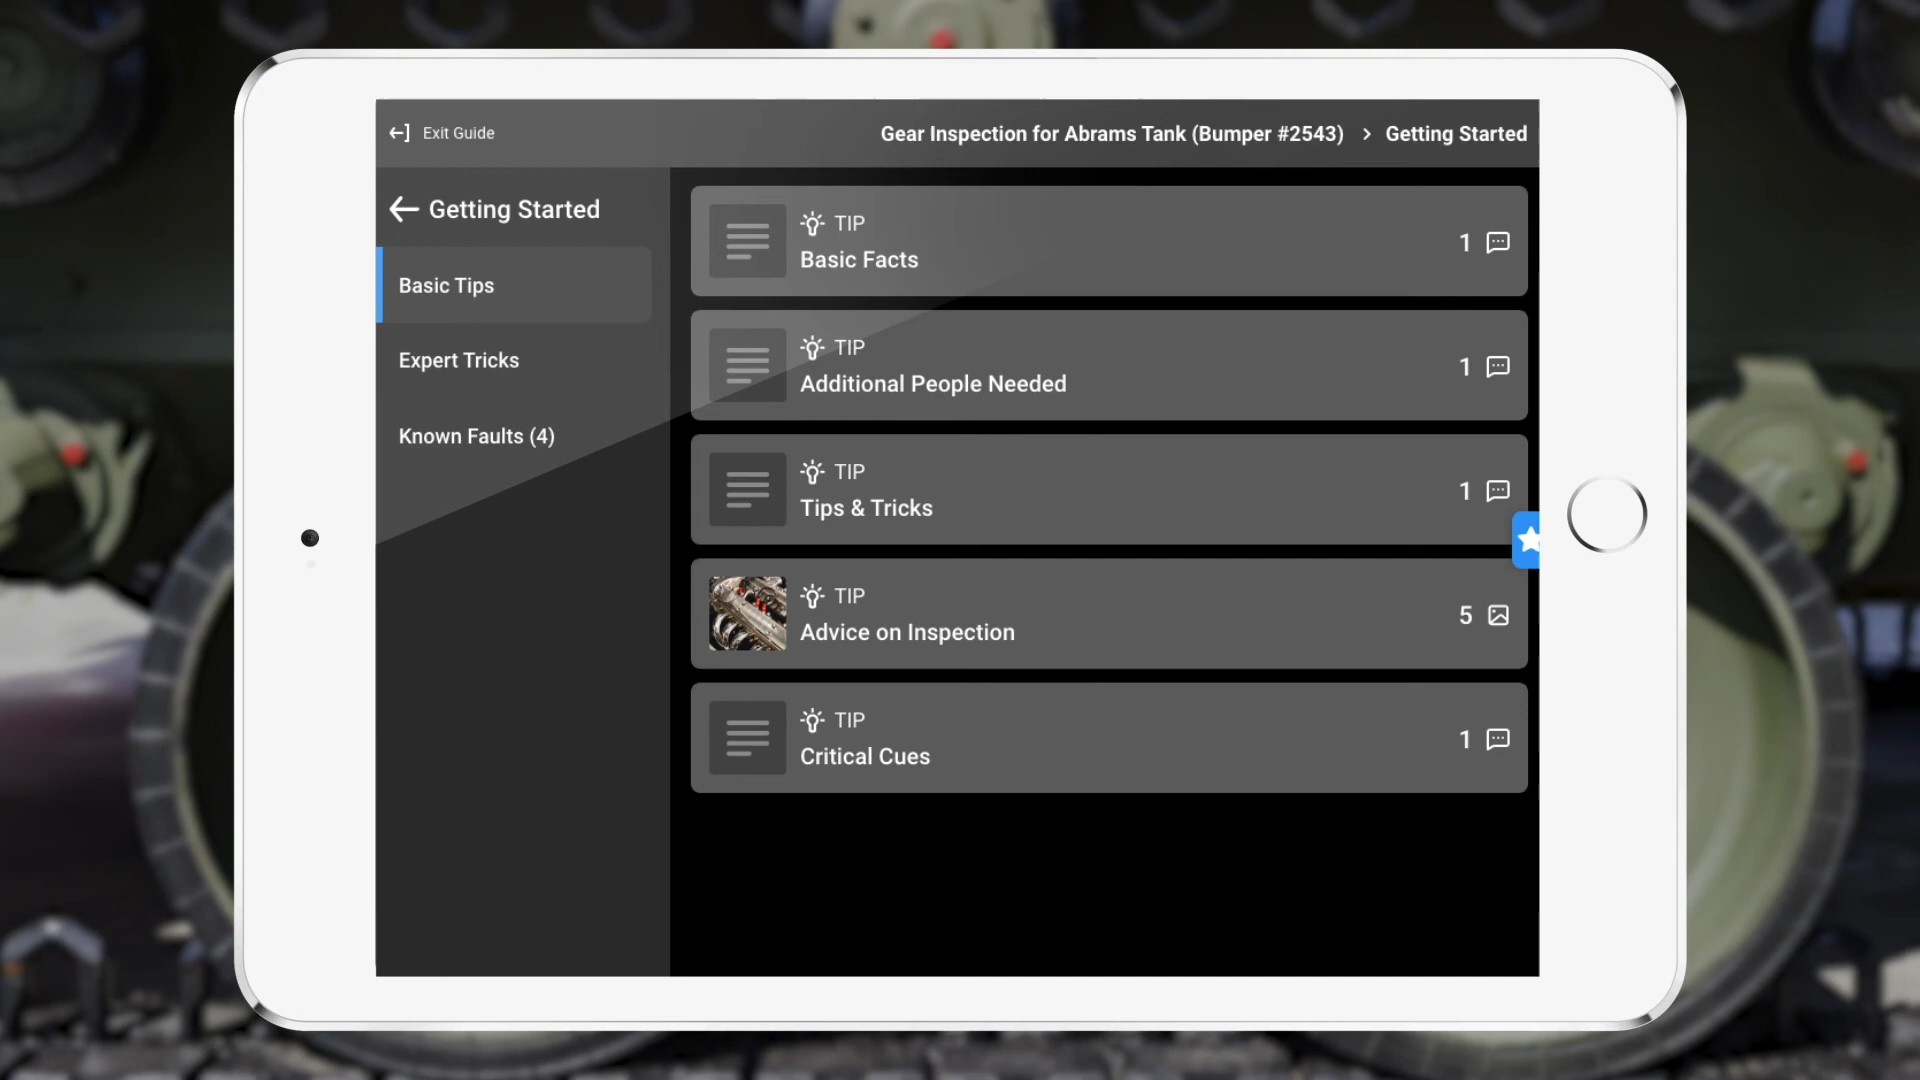 Exit Guide
Gear Inspection for Abrams Tank (Bumper #2543) > Getting Started
Getting Started
Basic Tips
Expert Tricks
Known Faults (4)
TIP
Basic Facts
1
TIP
Additional People Needed
1
TIP
Tips & Tricks
1
TIP
Advice on Inspection
5
TIP
Critical Cues
1